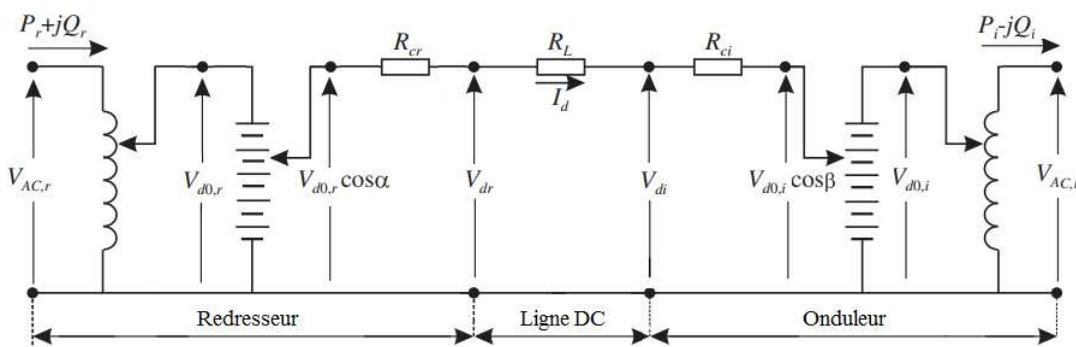 P_r+jQ_r
P_i-jQ_i
R_cr
R_L
R_ci
I_d
V_AC,r
V_d0,r
V_d0,r cosα
V_dr
V_di
V_d0,i cosβ
V_d0,i
V_AC,
Redresseur
Ligne DC
Onduleur